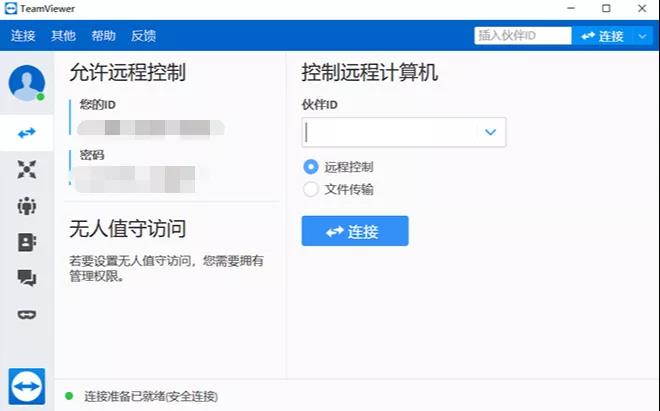 TeamViewer
连接 其他 帮助 反馈
插入伙伴ID 连接
允许远程控制
您的ID
密码
无人值守访问
若要设置无人值守访问，您需要拥有
管理权限。
控制远程计算机
伙伴ID
远程控制
文件传输
连接
连接准备已就绪(安全连接)